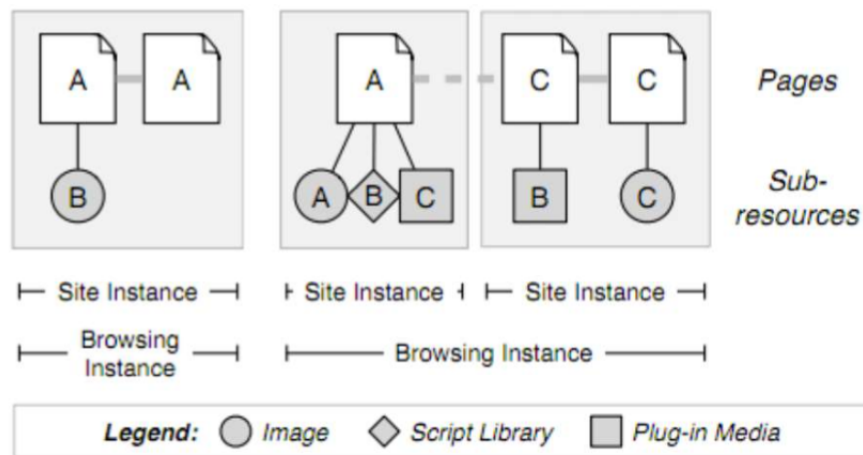 A A A C C Pages
B A B C B C Sub-
resources
Site Instance Site Instance Site Instance
Browsing
Instance Browsing Instance
Legend: Image Script Library Plug-in Media